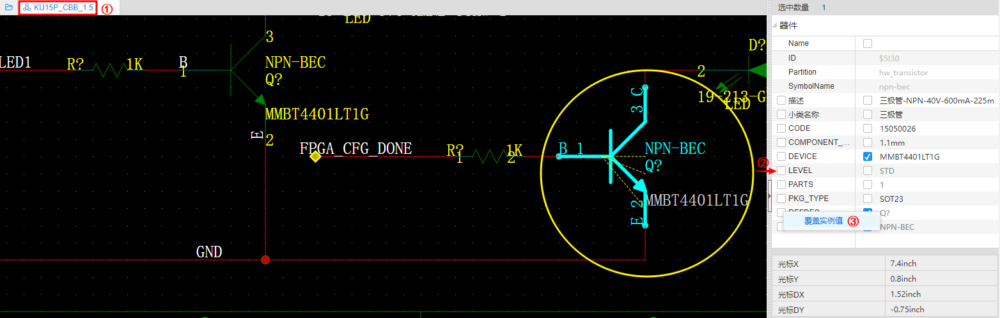 KU15P_CBB_1.5 ①
LED
3
NPN-BEC
Q?
LED1
R?
1K
B
1
MMBT4401LT1G
E
2
FPGA_CFG_DONE
R?
1
1K
2
GND
D?
2
19-213-G
LED
C
3
B 1
NPN-BEC
Q?
MMBT4401LT1G
2
E
选中数量 1
器件
Name
ID $5I30
Partition hw_transistor
SymbolName npn-bec
描述 三极管-NPN-40V-600mA-225m
小类名称 三极管
CODE 15050026
COMPONENT_... 1.1mm
DEVICE MMBT4401LT1G
② LEVEL STD
PARTS 1
PKG_TYPE SOT23
REFDES Q?
覆盖实例值 ③
NPN-BEC
光标X 7.4inch
光标Y 0.8inch
光标DX 1.52inch
光标DY -0.75inch